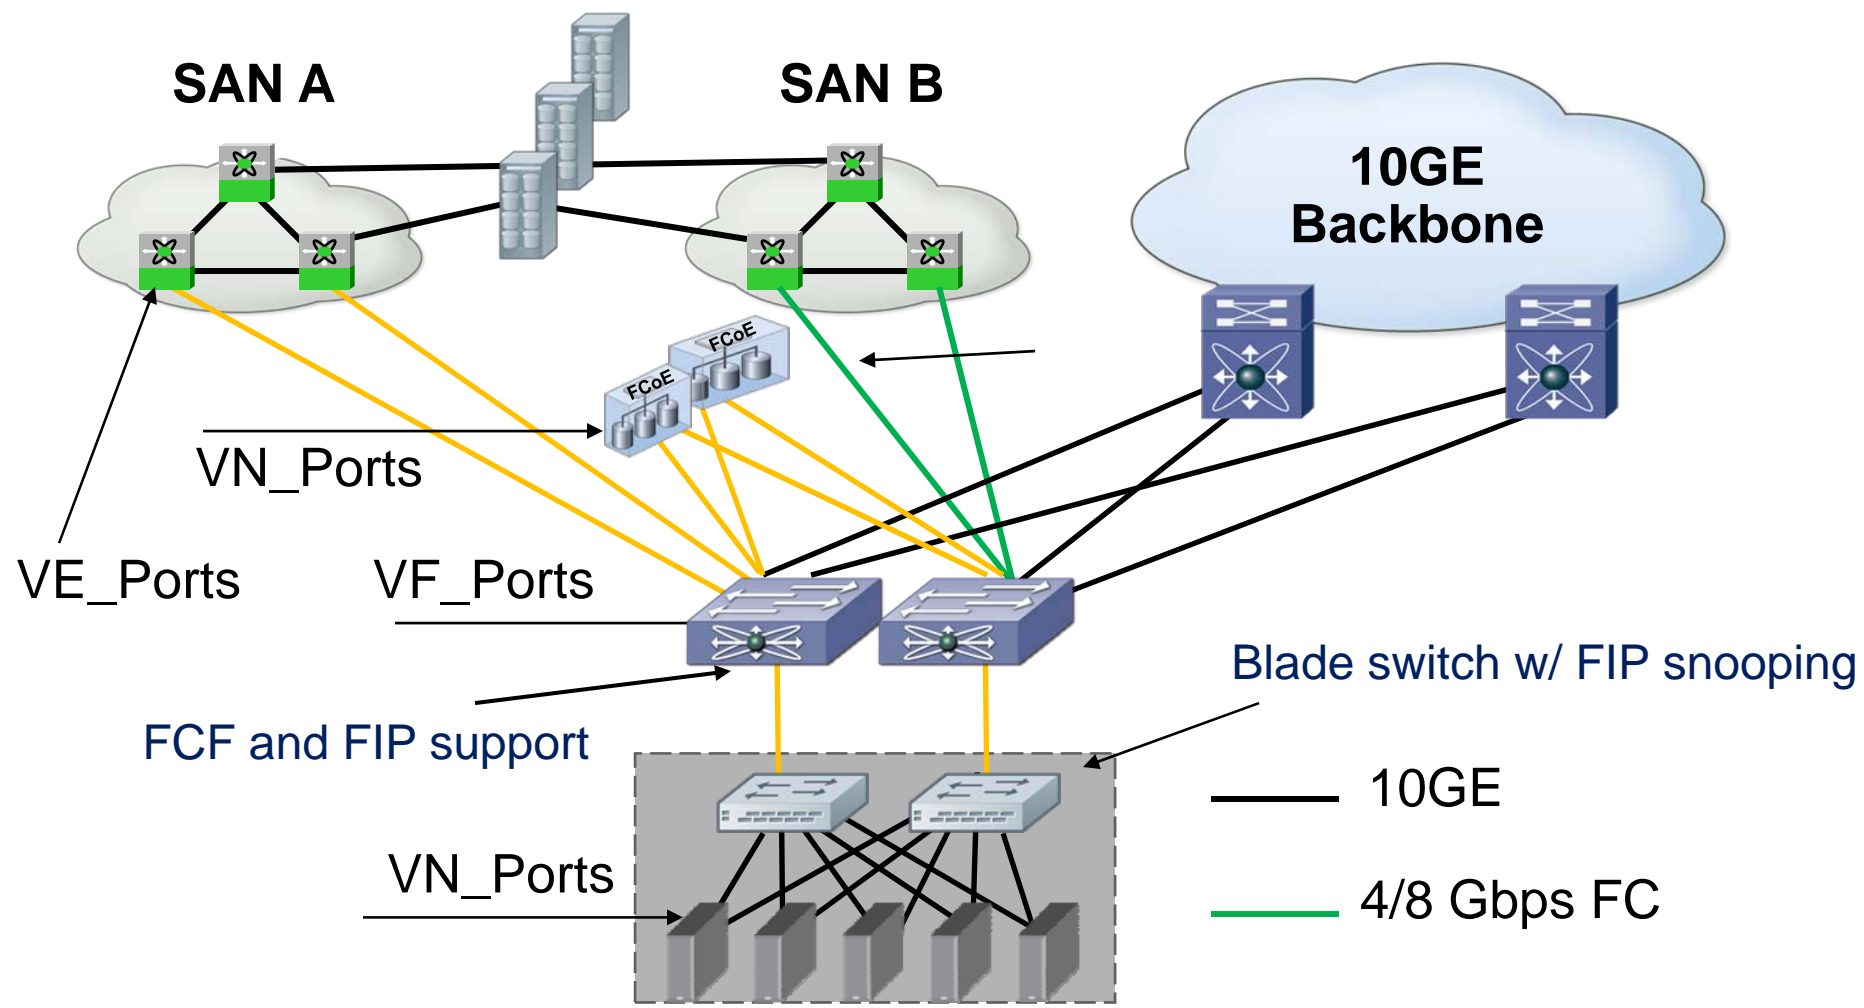 SAN A
SAN B
10GE
Backbone
FCoE
FCoE
VN_Ports
VE_Ports
VF_Ports
Blade switch w/ FIP snooping
FCF and FIP support
10GE
VN_Ports
4/8 Gbps FC